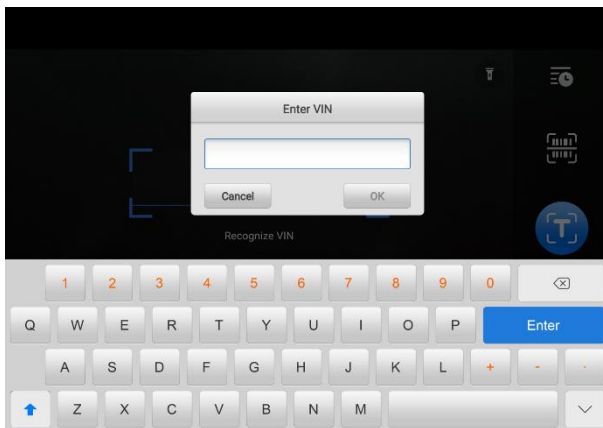 Enter VIN
Cancel OK
Recognize VIN
1 2 3 4 5 6 7 8 9 0
Q W E R T Y U I O P Enter
A S D F G H J K L + - .
Z X C V B N M